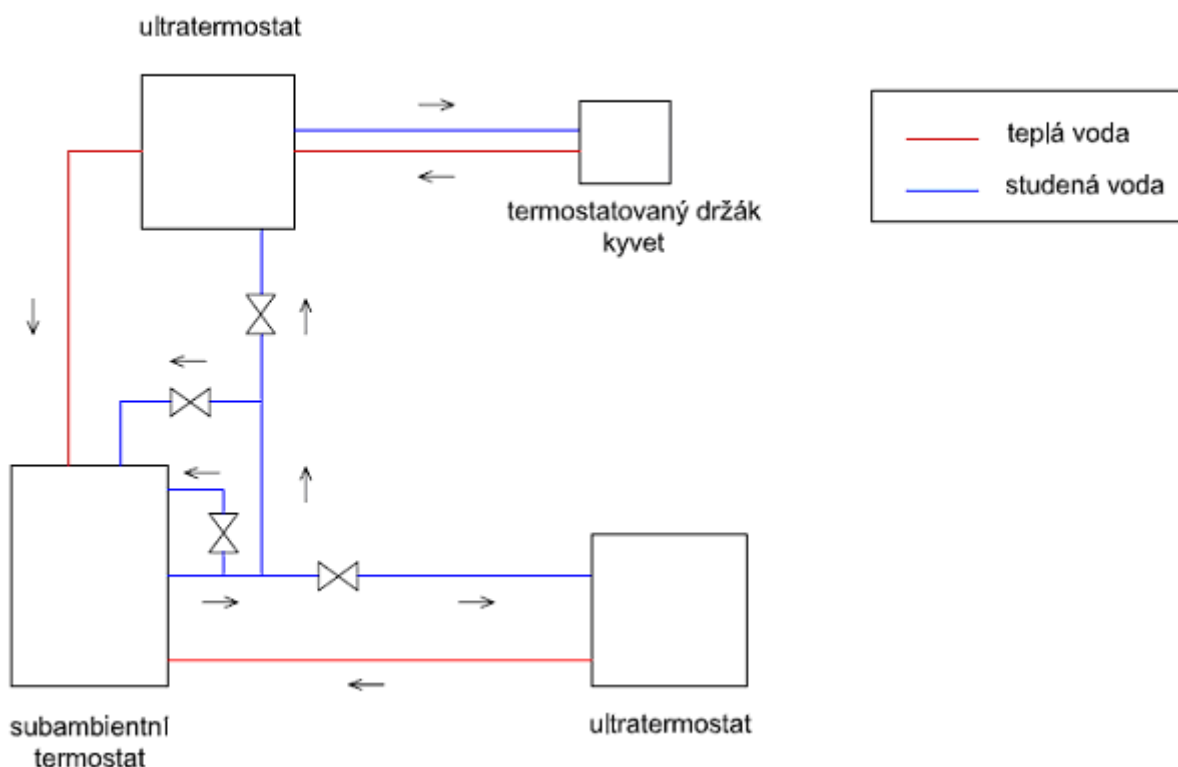 ultratermostat
teplá voda
studená voda
termostatovaný držák
kyvet
subambientní
termostat
ultratermostat